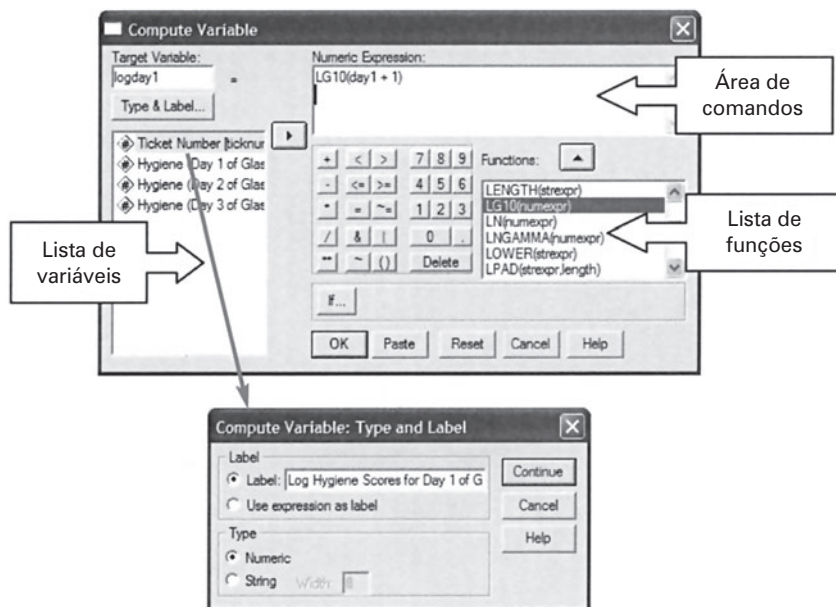 Compute Variable
Target Variable:
logday1
=
Numeric Expression:
LG10(day1 + 1)
Type & Label...
Ticket Number [ticknur
Hygiene (Day 1 of Glas
Hygiene (Day 2 of Glas
Hygiene (Day 3 of Glas
+ < > 7 8 9
- <= >= 4 5 6
* = ~= 1 2 3
/ & | 0 .
** ~ () Delete
Functions:
LENGTH(strexpr)
LG10(numexpr)
LN(numexpr)
LNGAMMA(numexpr)
LOWER(strexpr)
LPAD(strexpr,length)
If...
OK Paste Reset Cancel Help
Área de
comandos
Lista de
funções
Lista de
variáveis
Compute Variable: Type and Label
Label
Label: Log Hygiene Scores for Day 1 of G
Use expression as label
Type
Numeric
String Width: 8
Continue
Cancel
Help